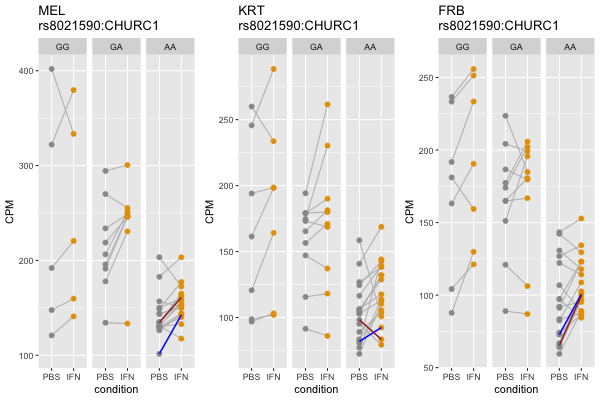 MEL
rs8021590:CHURC1
GG GA AA
CPM
400
300
200
100
PBS IFN PBS IFN PBS IFN
condition
KRT
rs8021590:CHURC1
GG GA AA
CPM
250
200
150
100
PBS IFN PBS IFN PBS IFN
condition
FRB
rs8021590:CHURC1
GG GA AA
CPM
250
200
150
100
50
PBS IFN PBS IFN PBS IFN
condition